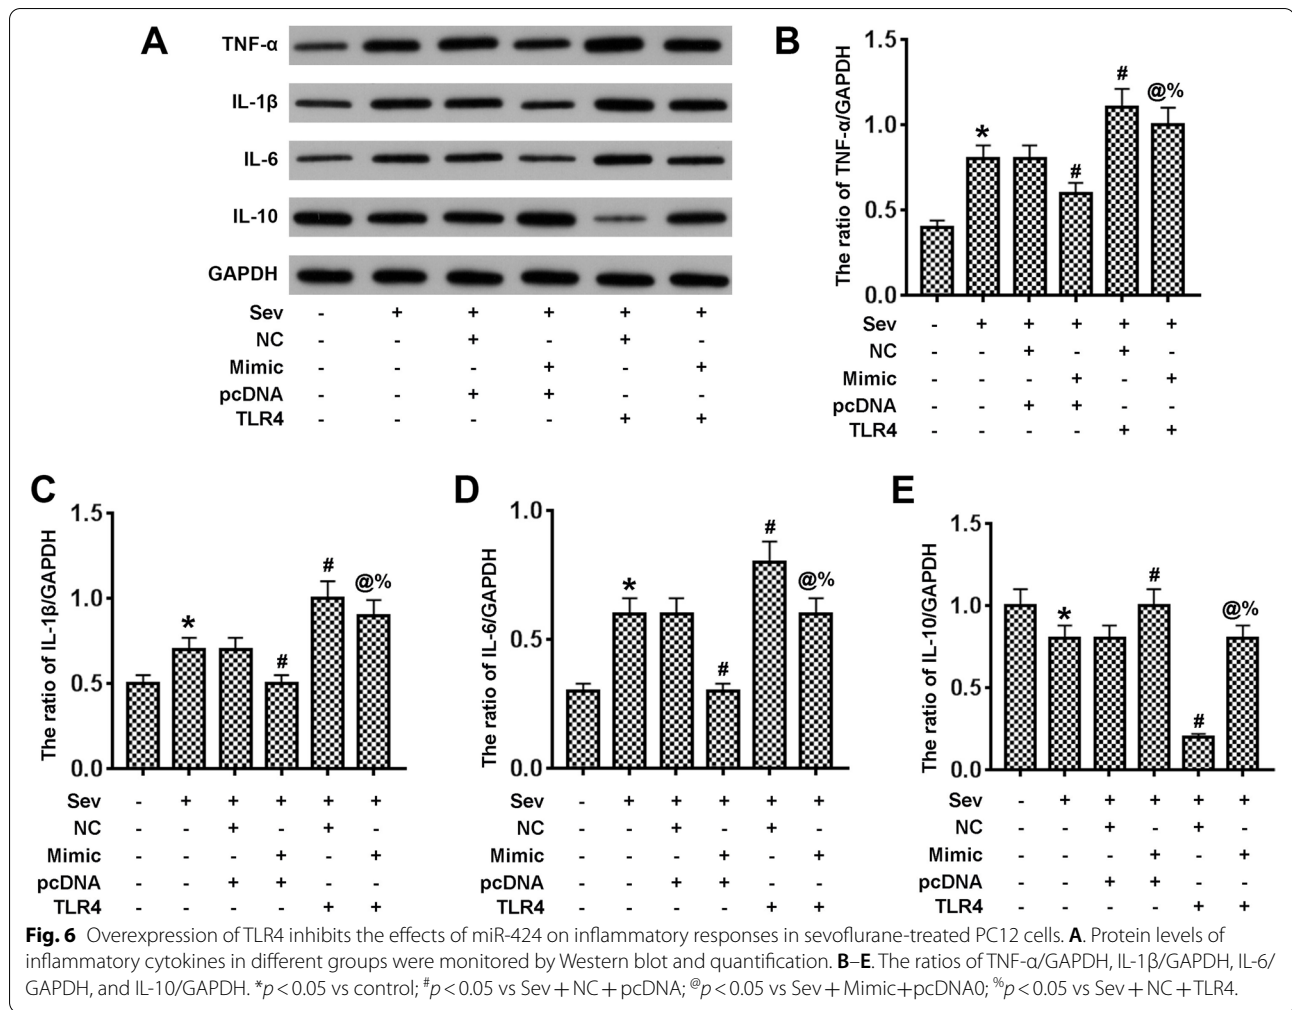 A
TNF-α
IL-1β
IL-6
IL-10
GAPDH
Sev - + + + + +
NC - - + - + -
Mimic - - - + - +
pcDNA - - + + - -
TLR4 - - - - + +
B
The ratio of TNF-α/GAPDH
1.5
1.0
0.5
0.0
* # # @%
Sev - + + + + +
NC - - + - + -
Mimic - - - + - +
pcDNA - - + + - -
TLR4 - - - - + +
C
The ratio of IL-1β/GAPDH
1.5
1.0
0.5
0.0
* # # @%
Sev - + + + + +
NC - - + - + -
Mimic - - - + - +
pcDNA - - + + - -
TLR4 - - - - + +
D
The ratio of IL-6/GAPDH
1.0
0.5
0.0
* # # @%
Sev - + + + + +
NC - - + - + -
Mimic - - - + - +
pcDNA - - + + - -
TLR4 - - - - + +
E
The ratio of IL-10/GAPDH
1.5
1.0
0.5
0.0
* # # @%
Sev - + + + + +
NC - - + - + -
Mimic - - - + - +
pcDNA - - + + - -
TLR4 - - - - + +
Fig. 6 Overexpression of TLR4 inhibits the effects of miR-424 on inflammatory responses in sevoflurane-treated PC12 cells. A. Protein levels of
inflammatory cytokines in different groups were monitored by Western blot and quantification. B–E. The ratios of TNF-α/GAPDH, IL-1β/GAPDH, IL-6/
GAPDH, and IL-10/GAPDH. *p < 0.05 vs control; #p < 0.05 vs Sev + NC + pcDNA; @p < 0.05 vs Sev + Mimic+pcDNA0; %p < 0.05 vs Sev + NC + TLR4.